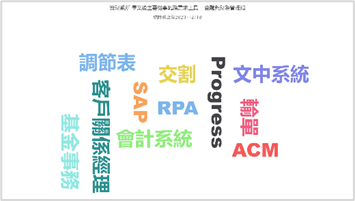 調節表
交割
文中系統
客戶關係經理
SAP
RPA
Progress
輸單
基金事務
會計系統
ACM